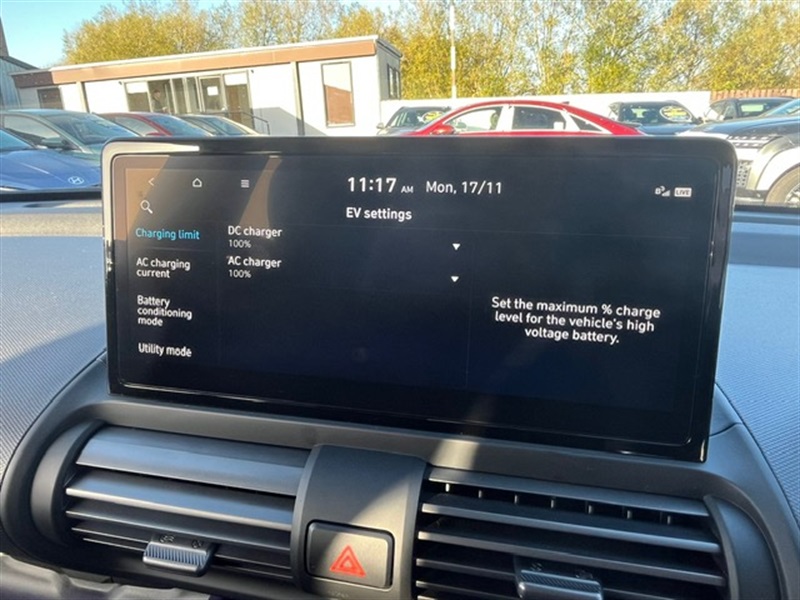 11:17 AM Mon, 17/11
LIVE
EV settings
Charging limit
DC charger
100%
AC charging
current
AC charger
100%
Battery
conditioning
mode
Utility mode
Set the maximum % charge
level for the vehicle's high
voltage battery.